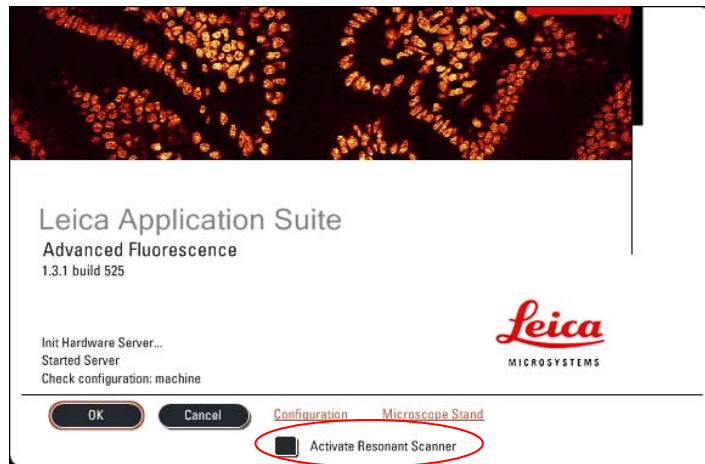 Leica Application Suite
Advanced Fluorescence
1.3.1 build 525
Leica
MICROSYSTEMS
Init Hardware Server...
Started Server
Check configuration: machine
OK Cancel Configuration Microscope Stand
Activate Resonant Scanner